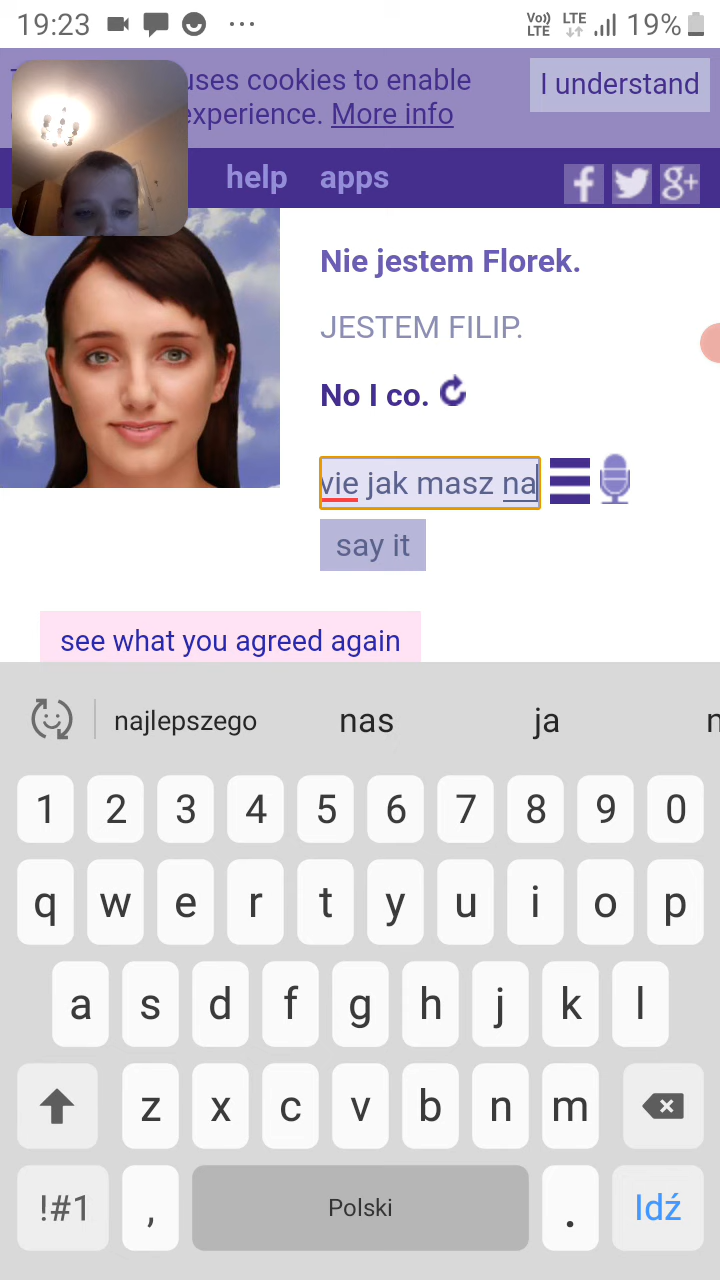 19:23 ... Vo)) LTE LTE 19%
uses cookies to enable
experience. More info
I understand
help apps
Nie jestem Florek.
JESTEM FILIP.
No I co.
vie jak masz na
say it
see what you agreed again
najlepszego nas ja
1 2 3 4 5 6 7 8 9 0
q w e r t y u i o p
a s d f g h j k l
z x c v b n m
!#1 , Polski . Idź